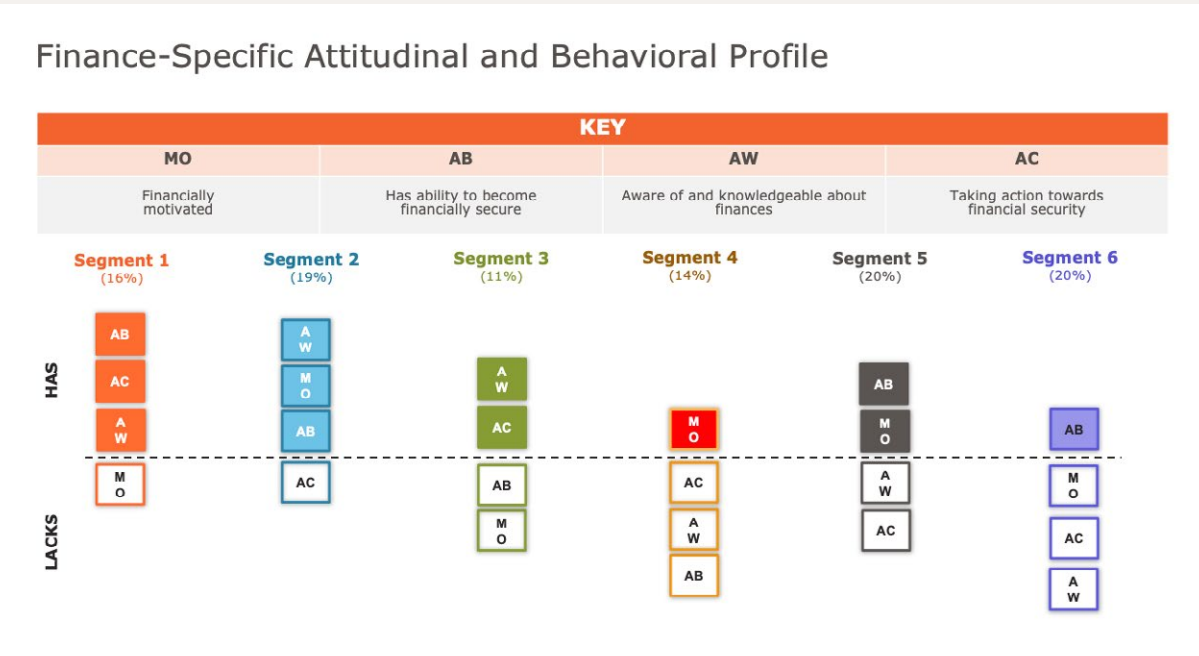 Finance-Specific Attitudinal and Behavioral Profile
KEY
MO
AB
AW
AC
Financially
motivated
Has ability to become
financially secure
Aware of and knowledgeable about
finances
Taking action towards
financial security
Segment 1
(16%)
Segment 2
(19%)
Segment 3
(11%)
Segment 4
(14%)
Segment 5
(20%)
Segment 6
(20%)
HAS
AB
AC
A
W
A
W
M
O
AB
A
W
AC
M
O
AB
M
O
AB
LACKS
M
O
AC
AB
M
O
AC
A
W
AB
A
W
AC
M
O
AC
A
W